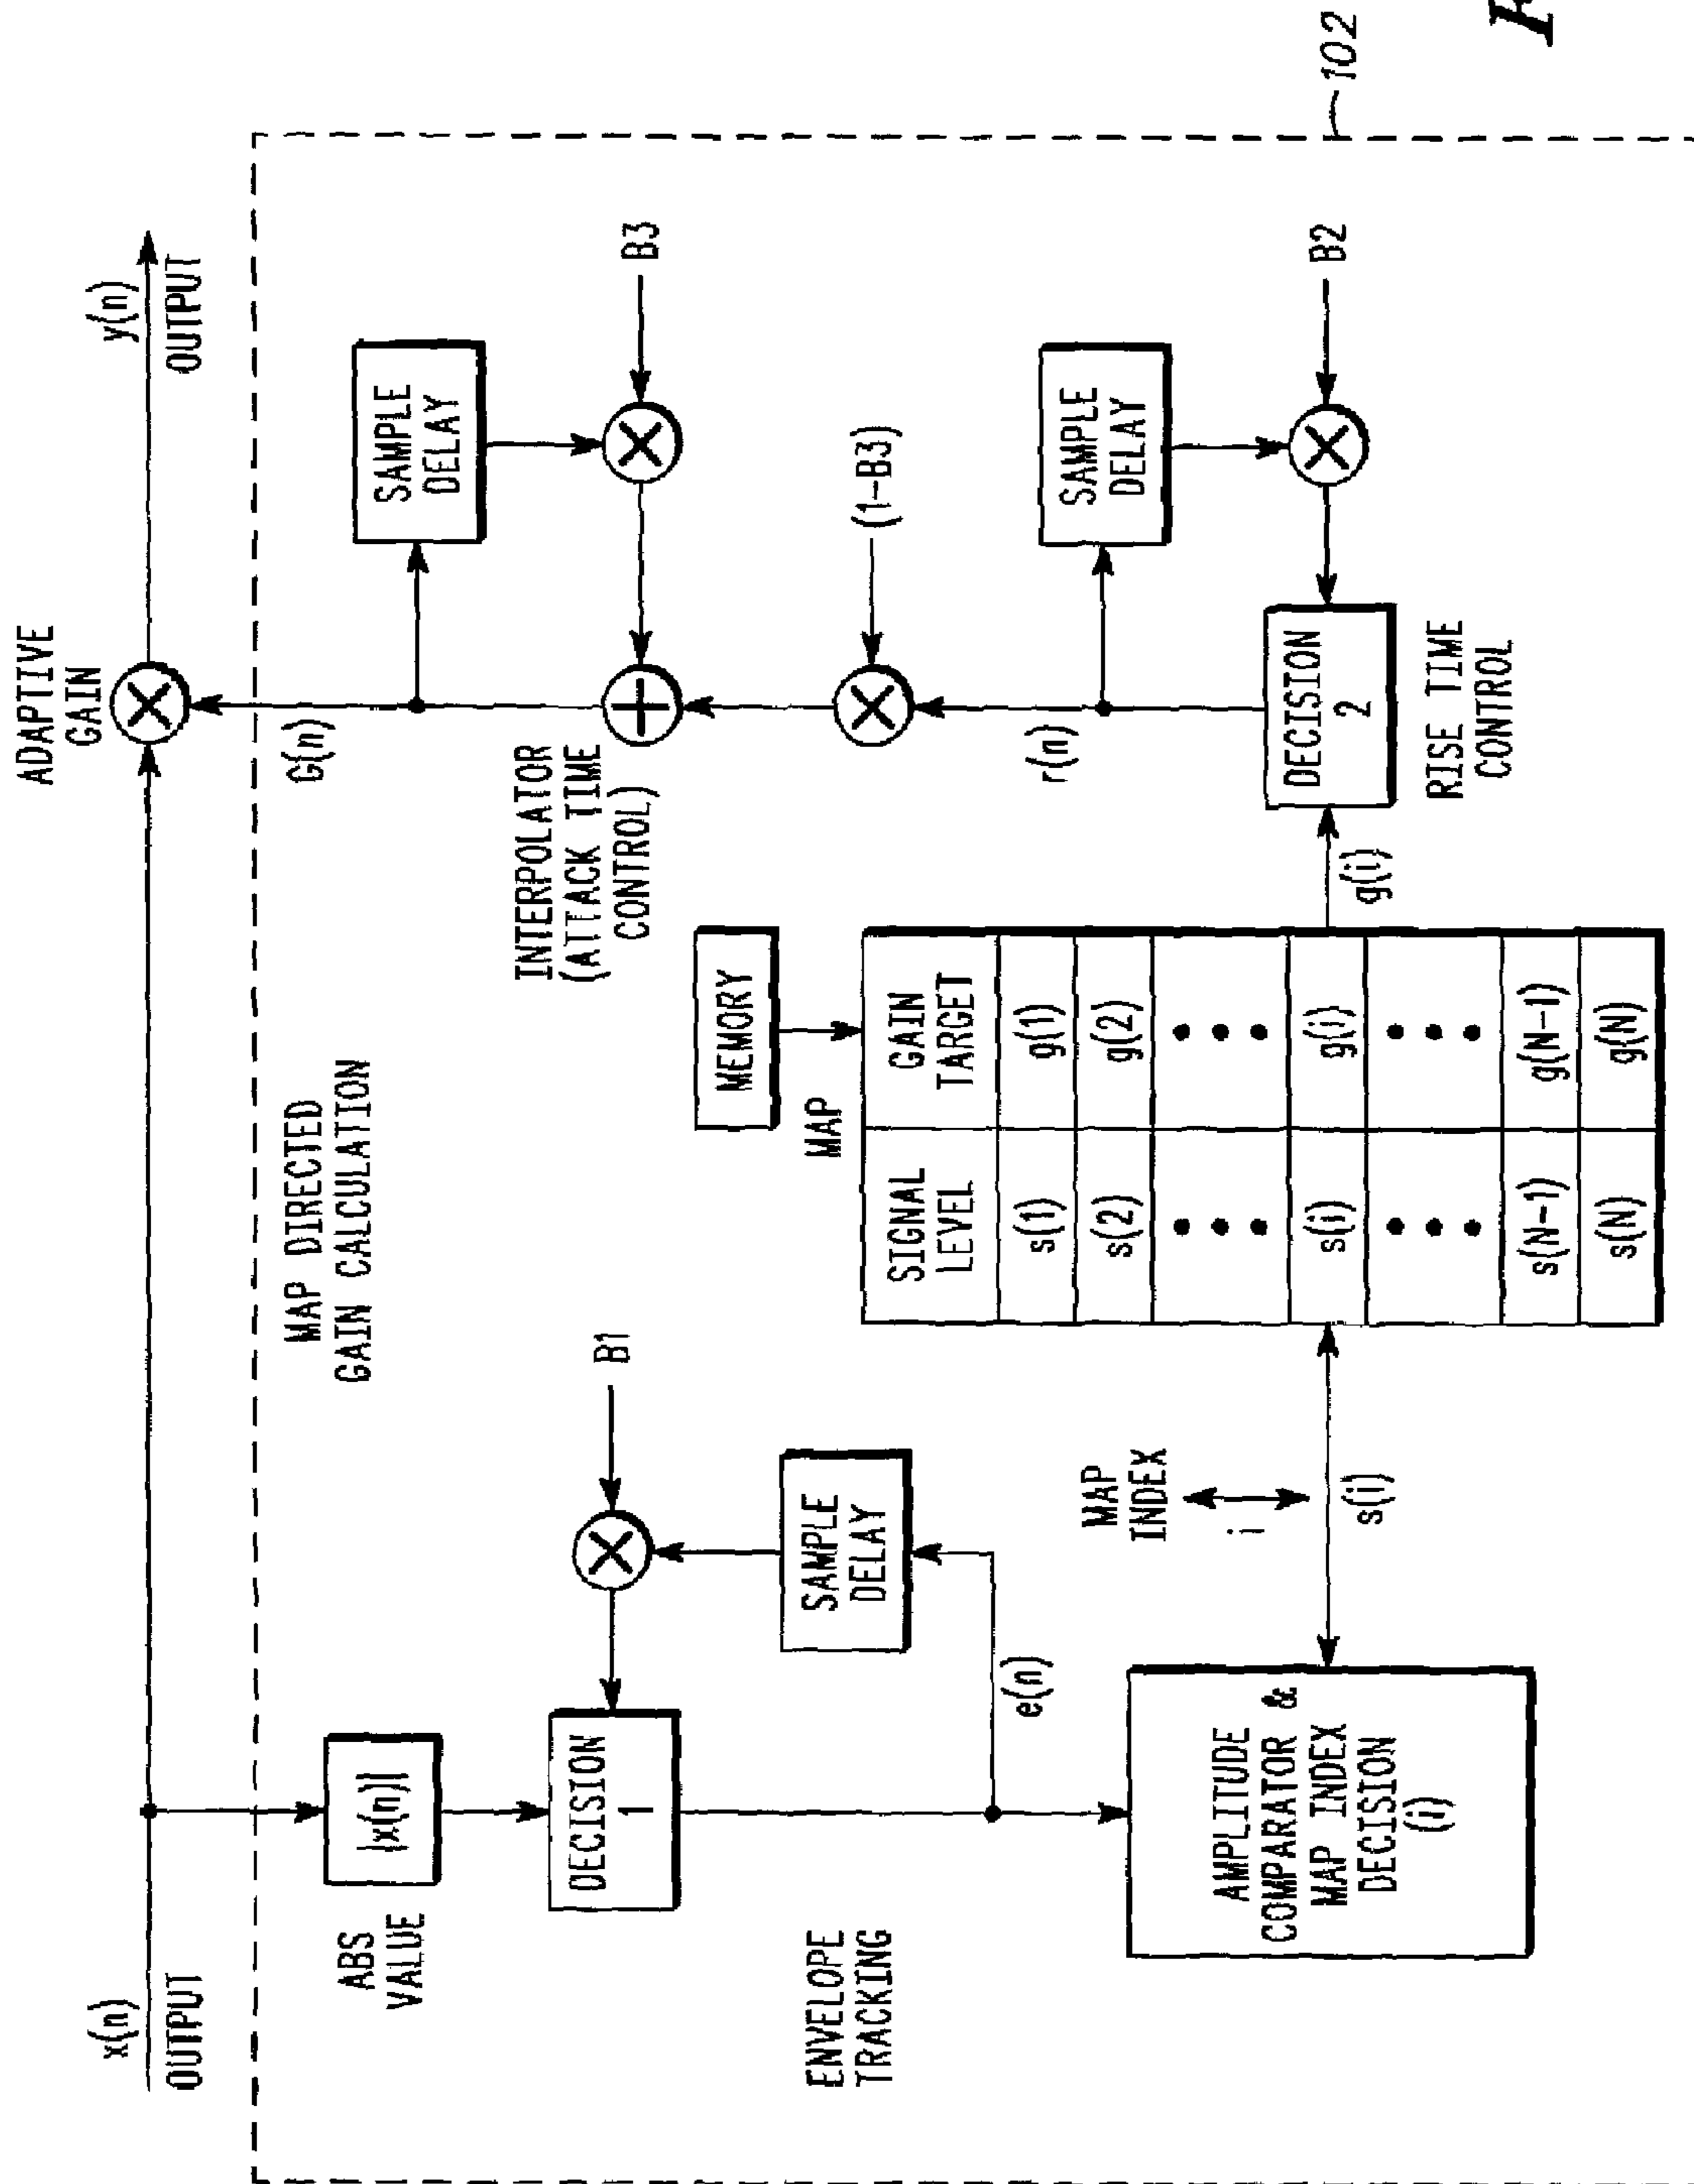 ADAPTIVE
GAIN
x(n)
OUTPUT
y(n)
OUTPUT
MAP DIRECTED
GAIN CALCULATION
G(n)
ABS
VALUE
|x(n)|
SAMPLE
DELAY
B3
INTERPOLATOR
(ATTACK TIME
CONTROL)
DECISION
1
B1
SAMPLE
DELAY
e(n)
ENVELOPE
TRACKING
MEMORY
MAP
(1-B3)
r(n)
SAMPLE
DELAY
B2
AMPLITUDE
COMPARATOR &
MAP INDEX
DECISION
(i)
MAP
INDEX
i
s(i)
SIGNAL
LEVEL
GAIN
TARGET
s(1) g(1)
s(2) g(2)
s(i) g(i)
s(N-1) g(N-1)
s(N) g(N)
g(i)
DECISION
2
RISE TIME
CONTROL
102